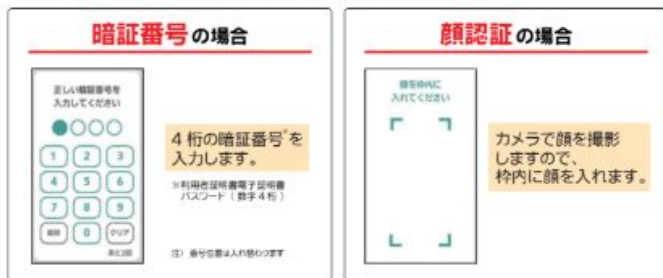 暗証番号の場合
正しい暗証番号を
入力してください
1 2 3
4 5 6
7 8 9
0 クリア
あと2回
4桁の暗証番号※を
入力します。
※利用者証明書電子証明書
パスワード（数字4桁）
注）番号位置は入れ替わります
顔認証の場合
顔を枠内に
入れてください
カメラで顔を撮影
しますので、
枠内に顔を入れます。